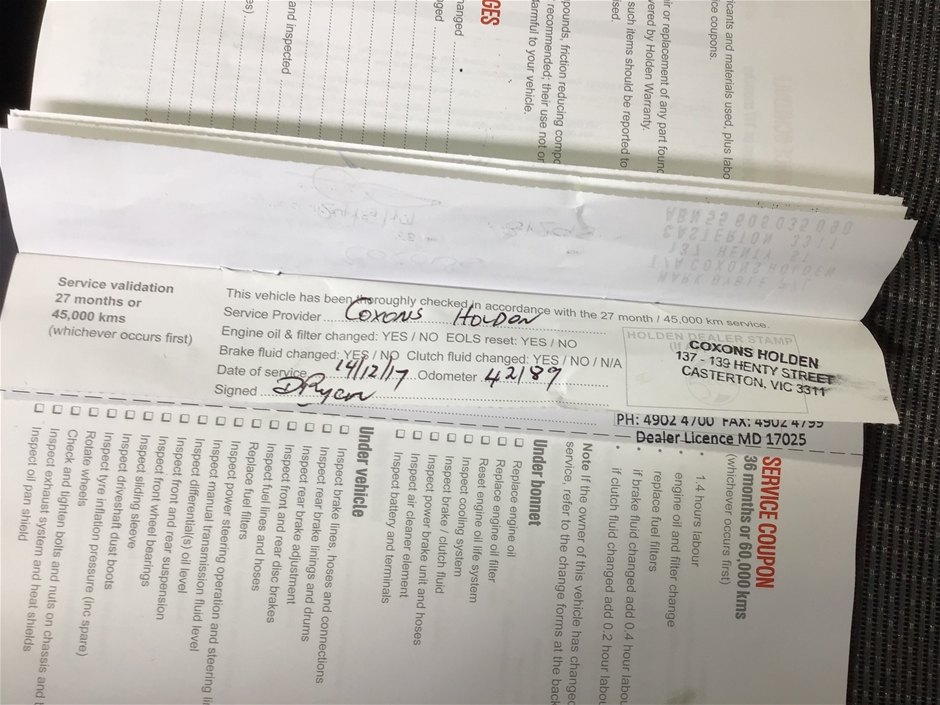 GES
hanged
nged
and inspected
es)
icants and materials used, plus labo
ice coupons.
ir or replacement of any part found
vered by Holden Warranty.
such items should be reported to
ised.
pounds, friction reducing compo
recommended; their use not or
armful to your vehicle.
Service validation
27 months or
45,000 kms
(whichever occurs first)
This vehicle has been thoroughly checked in accordance with the 27 month / 45,000 km service.
Service Provider Coxons Holden
Engine oil & filter changed: YES / NO EOLS reset: YES / NO
Brake fluid changed: YES / NO Clutch fluid changed: YES / NO / N/A
Date of service 14/12/17 Odometer 42189
Signed DRyan
HOLDEN DEALER STAMP
COXONS HOLDEN
137 - 139 HENTY STREET
CASTERTON, VIC 3311
PH: 4902 4700 FAX: 4902 4799
Dealer Licence MD 17025
SERVICE COUPON
36 months or 60,000 kms
(whichever occurs first)
• 1.4 hours labour
• engine oil and filter change
• replace fuel filters
• if brake fluid changed add 0.4 hour labou
• if clutch fluid changed add 0.2 hour labou
Note If the owner of this vehicle has changed
service, refer to the change forms at the back
Under bonnet
Replace engine oil
Replace engine oil filter
Reset engine oil life system
Inspect cooling system
Inspect brake / clutch fluid
Inspect power brake unit and hoses
Inspect air cleaner element
Inspect battery and terminals
Under vehicle
Inspect brake lines, hoses and connections
Inspect rear brake linings and drums
Inspect rear brake adjustment
Inspect front and rear disc brakes
Inspect fuel lines and hoses
Replace fuel filters
Inspect power steering operation and steering li
Inspect manual transmission fluid level
Inspect differential(s) oil level
Inspect front and rear suspension
Inspect front wheel bearings
Inspect sliding sleeve
Inspect driveshaft dust boots
Inspect tyre inflation pressure (inc spare)
Rotate wheels
Check and tighten bolts and nuts on chassis and b
Inspect exhaust system and heat shields
Inspect oil pan shield